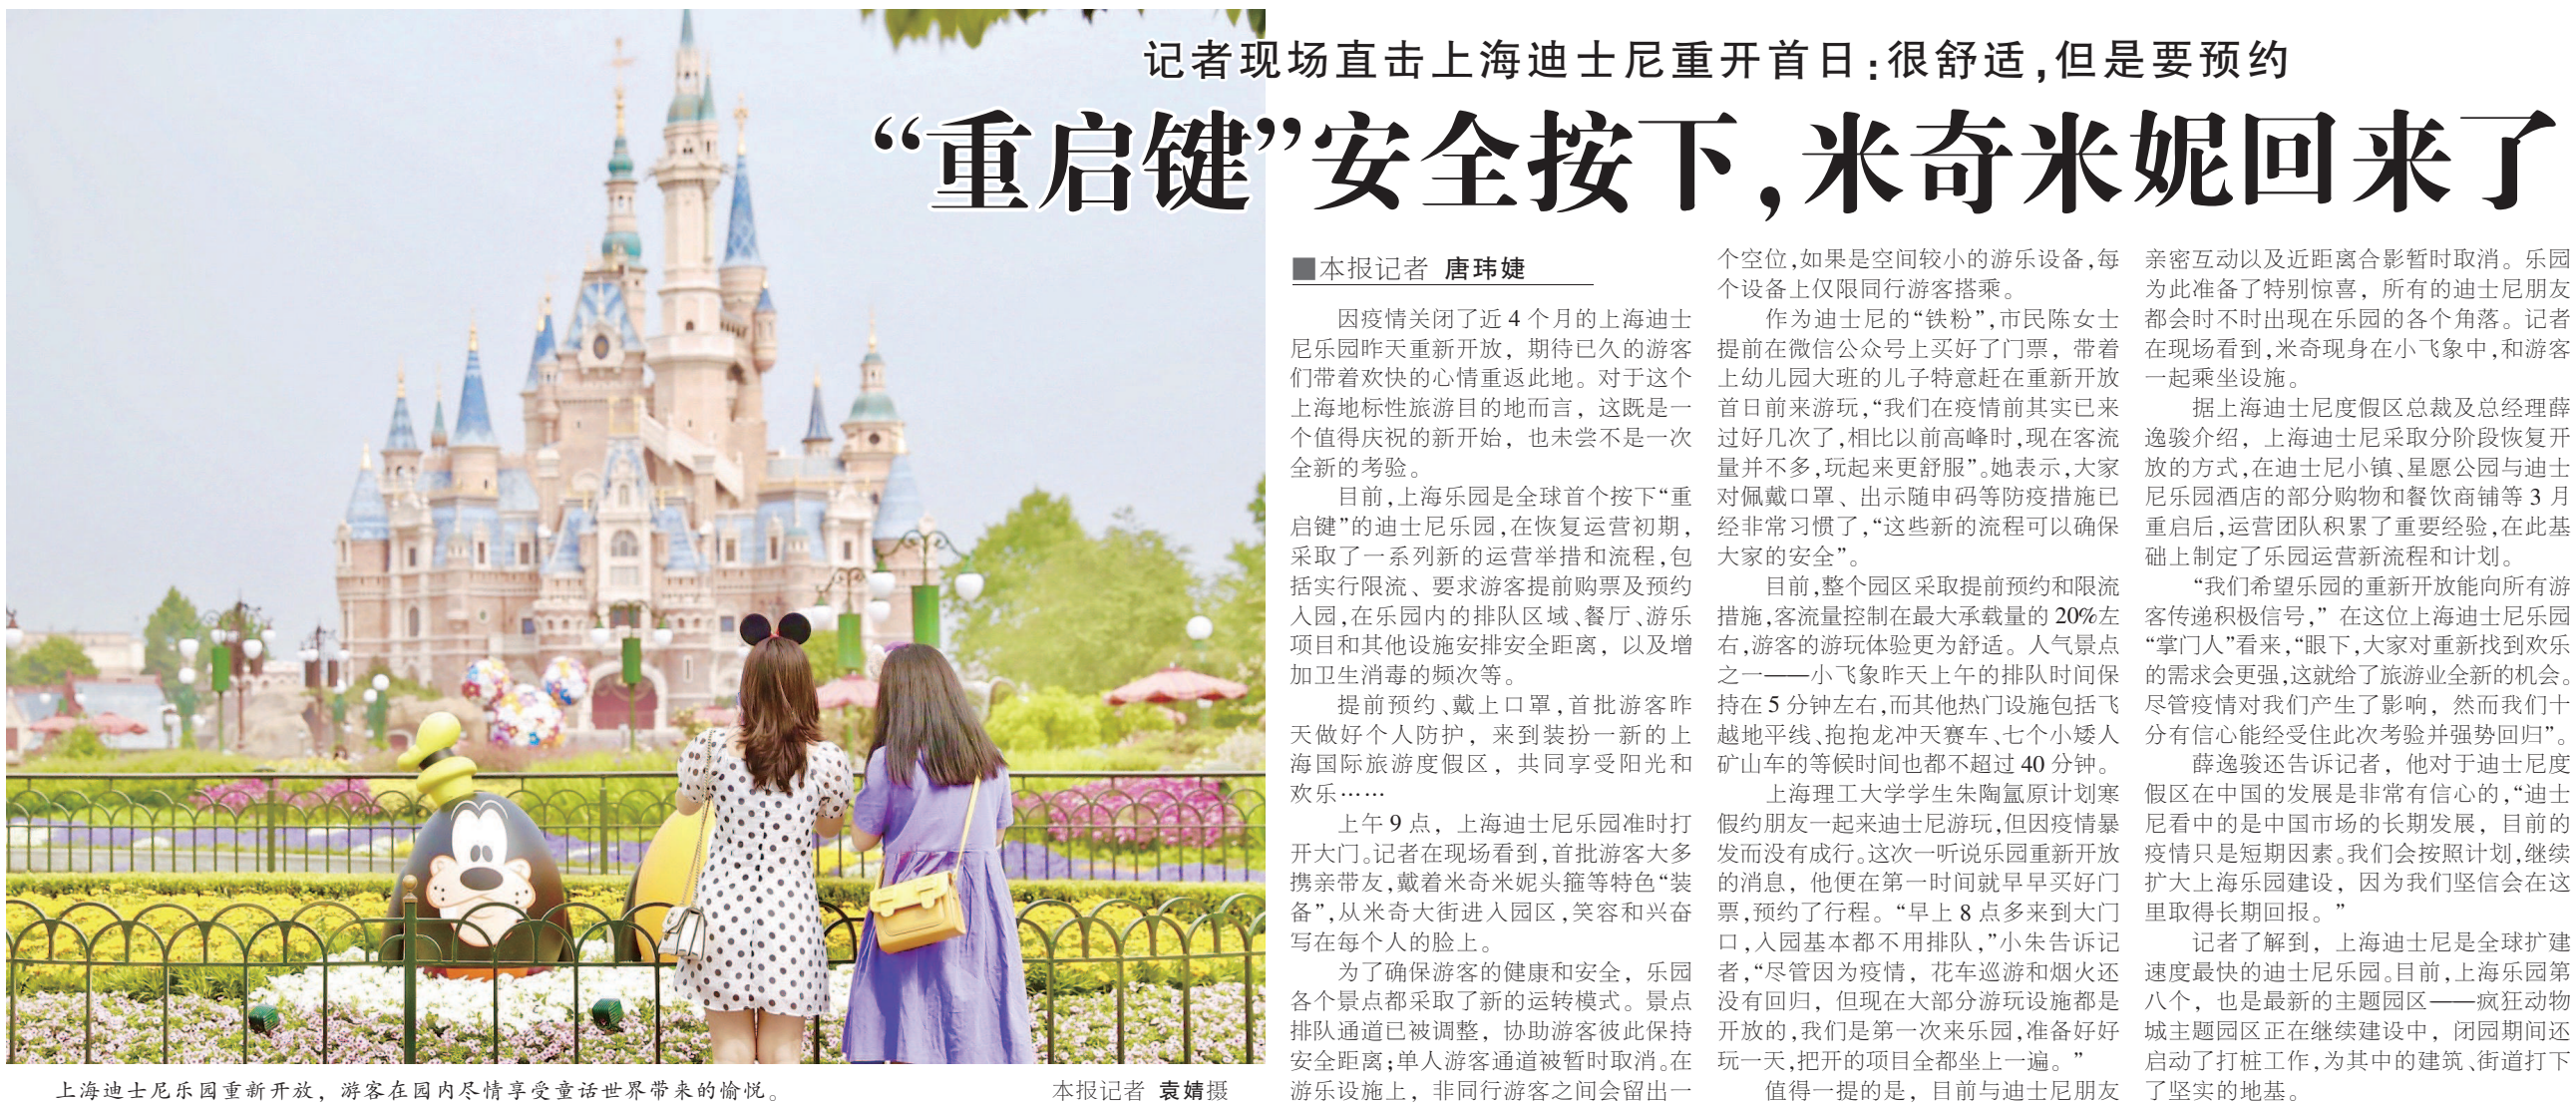 记者现场直击上海迪士尼重开首日:很舒适,但是要预约
“重启键”安全按下,米奇米妮回来了
■本报记者 唐玮婕
因疫情关闭了近 4 个月的上海迪士
尼乐园昨天重新开放，期待已久的游客
们带着欢快的心情重返此地。对于这个
上海地标性旅游目的地而言，这既是一
个值得庆祝的新开始，也未尝不是一次
全新的考验。
目前,上海乐园是全球首个按下“重
启键”的迪士尼乐园,在恢复运营初期,
采取了一系列新的运营举措和流程,包
括实行限流、要求游客提前购票及预约
入园,在乐园内的排队区域、餐厅、游乐
项目和其他设施安排安全距离，以及增
加卫生消毒的频次等。
提前预约、戴上口罩,首批游客昨
天做好个人防护，来到装扮一新的上
海国际旅游度假区，共同享受阳光和
欢乐……
上午 9 点，上海迪士尼乐园准时打
开大门。记者在现场看到,首批游客大多
携亲带友,戴着米奇米妮头箍等特色“装
备”,从米奇大街进入园区,笑容和兴奋
写在每个人的脸上。
为了确保游客的健康和安全，乐园
各个景点都采取了新的运转模式。景点
排队通道已被调整，协助游客彼此保持
安全距离;单人游客通道被暂时取消。在
游乐设施上，非同行游客之间会留出一
个空位,如果是空间较小的游乐设备,每
个设备上仅限同行游客搭乘。
作为迪士尼的“铁粉”,市民陈女士
提前在微信公众号上买好了门票，带着
上幼儿园大班的儿子特意赶在重新开放
首日前来游玩,“我们在疫情前其实已来
过好几次了,相比以前高峰时,现在客流
量并不多,玩起来更舒服”。她表示,大家
对佩戴口罩、出示随申码等防疫措施已
经非常习惯了,“这些新的流程可以确保
大家的安全”。
目前,整个园区采取提前预约和限流
措施,客流量控制在最大承载量的 20%左
右,游客的游玩体验更为舒适。人气景点
之一——小飞象昨天上午的排队时间保
持在 5 分钟左右,而其他热门设施包括飞
越地平线、抱抱龙冲天赛车、七个小矮人
矿山车的等候时间也都不超过 40 分钟。
上海理工大学学生朱陶氲原计划寒
假约朋友一起来迪士尼游玩,但因疫情暴
发而没有成行。这次一听说乐园重新开放
的消息，他便在第一时间就早早买好门
票,预约了行程。“早上 8 点多来到大门
口,入园基本都不用排队,”小朱告诉记
者,“尽管因为疫情，花车巡游和烟火还
没有回归，但现在大部分游玩设施都是
开放的,我们是第一次来乐园,准备好好
玩一天,把开的项目全都坐上一遍。”
值得一提的是，目前与迪士尼朋友
亲密互动以及近距离合影暂时取消。乐园
为此准备了特别惊喜，所有的迪士尼朋友
都会时不时出现在乐园的各个角落。记者
在现场看到,米奇现身在小飞象中,和游客
一起乘坐设施。
据上海迪士尼度假区总裁及总经理薛
逸骏介绍，上海迪士尼采取分阶段恢复开
放的方式,在迪士尼小镇、星愿公园与迪士
尼乐园酒店的部分购物和餐饮商铺等 3 月
重启后,运营团队积累了重要经验,在此基
础上制定了乐园运营新流程和计划。
“我们希望乐园的重新开放能向所有游
客传递积极信号,” 在这位上海迪士尼乐园
“掌门人”看来,“眼下,大家对重新找到欢乐
的需求会更强,这就给了旅游业全新的机会。
尽管疫情对我们产生了影响，然而我们十
分有信心能经受住此次考验并强势回归”。
薛逸骏还告诉记者，他对于迪士尼度
假区在中国的发展是非常有信心的,“迪士
尼看中的是中国市场的长期发展，目前的
疫情只是短期因素。我们会按照计划,继续
扩大上海乐园建设，因为我们坚信会在这
里取得长期回报。”
记者了解到，上海迪士尼是全球扩建
速度最快的迪士尼乐园。目前,上海乐园第
八个，也是最新的主题园区——疯狂动物
城主题园区正在继续建设中，闭园期间还
启动了打桩工作,为其中的建筑、街道打下
了坚实的地基。
上海迪士尼乐园重新开放，游客在园内尽情享受童话世界带来的愉悦。
本报记者 袁婧摄